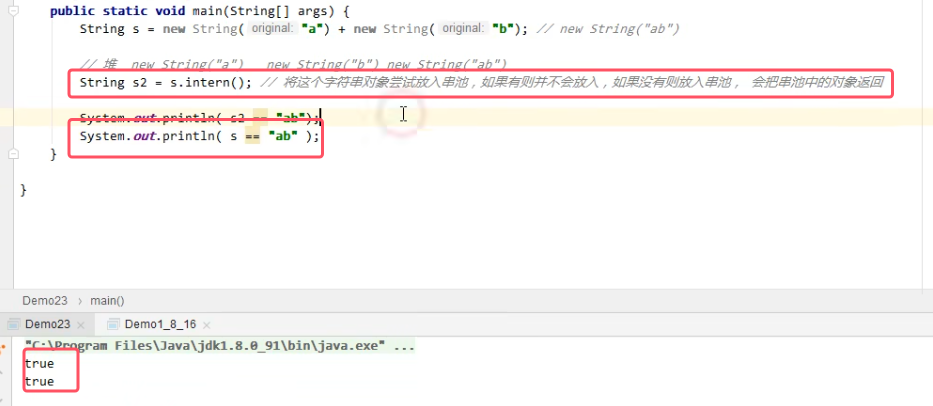 public static void main(String[] args) {
String s = new String( original: "a") + new String( original: "b"); // new String("ab")
// 堆  new String("a")  new String("b") new String("ab")
String s2 = s.intern(); // 将这个字符串对象尝试放入串池，如果有则并不会放入，如果没有则放入串池， 会把串池中的对象返回
System.out.println( s2 == "ab");
System.out.println( s == "ab" );
}
}
Demo23 › main()
Demo23 × Demo1_8_16 ×
"C:\Program Files\Java\jdk1.8.0_91\bin\java.exe" ...
true
true